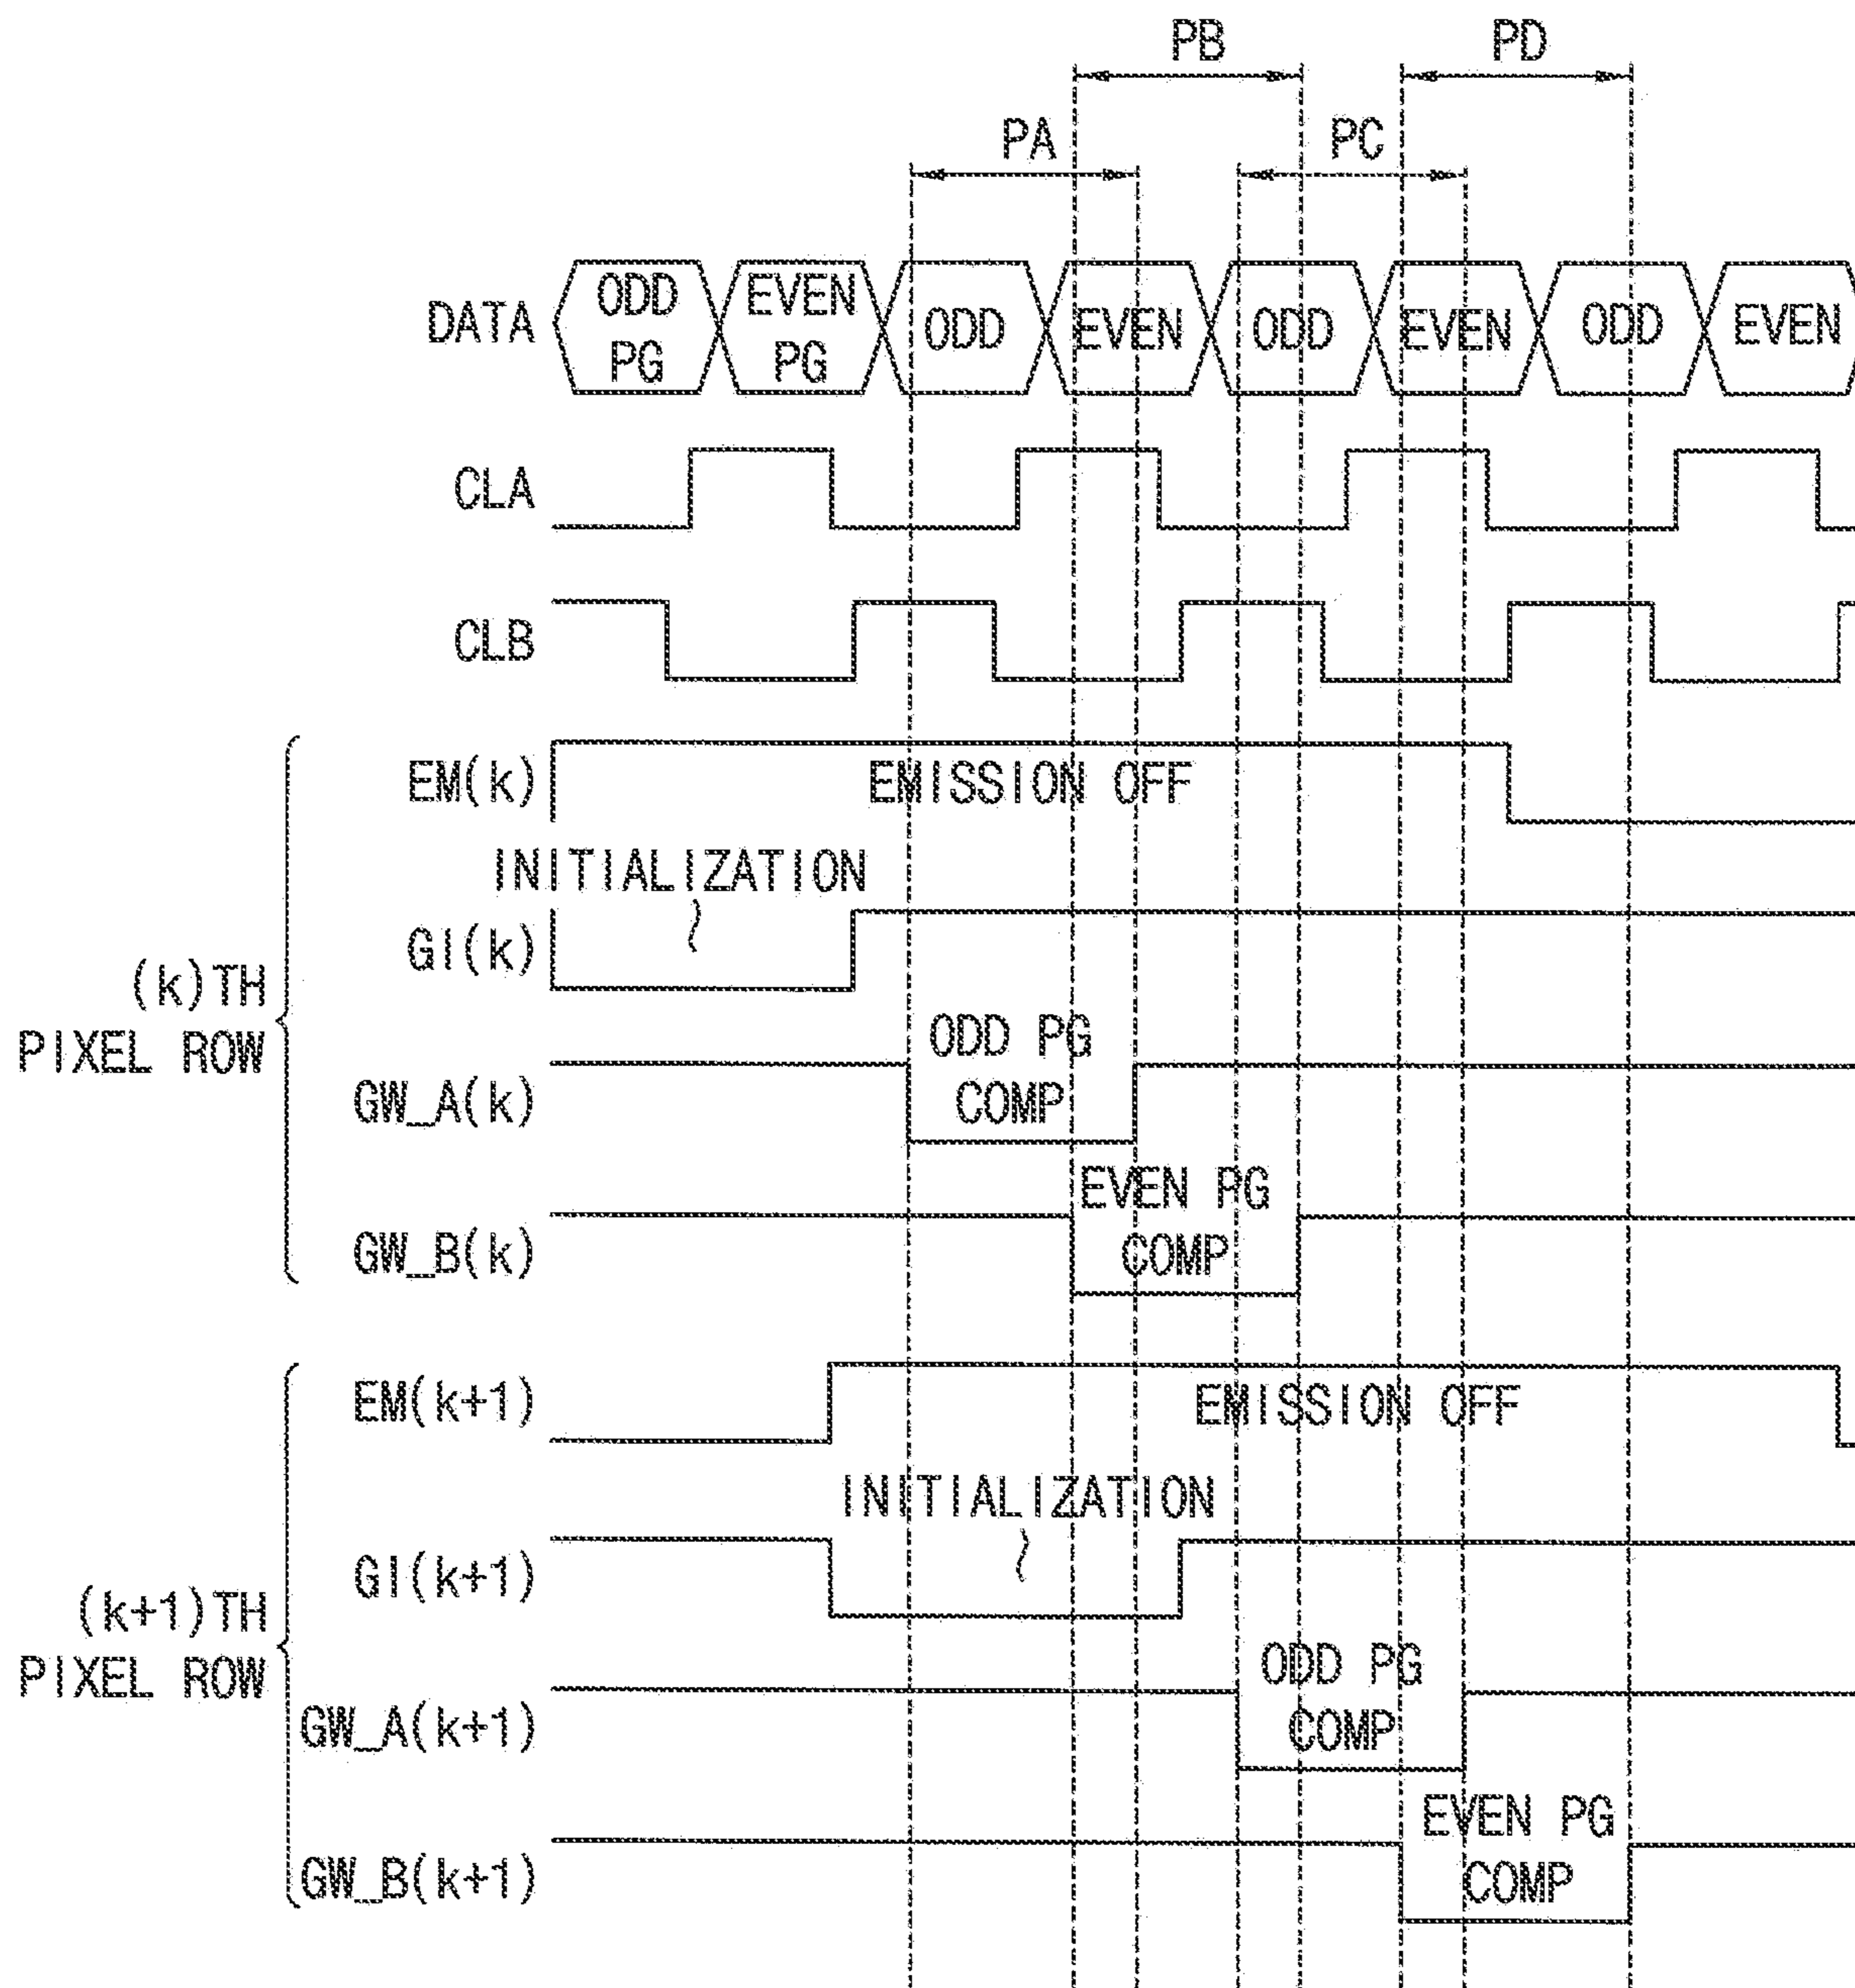 PB PD
PA PC
DATA ODD PG EVEN PG ODD EVEN ODD EVEN ODD EVEN
CLA
CLB
(k)TH PIXEL ROW
EM(k) EMISSION OFF
INITIALIZATION
GI(k)
GW_A(k) ODD PG COMP
GW_B(k) EVEN PG COMP
(k+1)TH PIXEL ROW
EM(k+1) EMISSION OFF
INITIALIZATION
GI(k+1)
GW_A(k+1) ODD PG COMP
GW_B(k+1) EVEN PG COMP